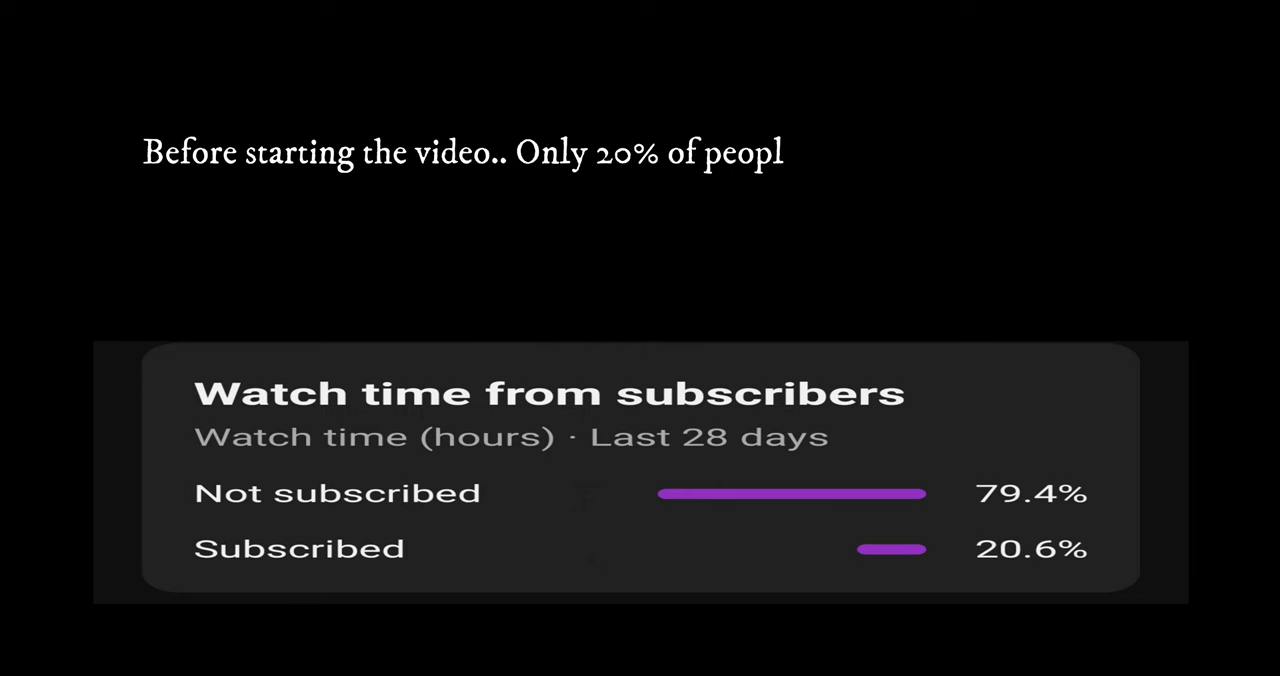 Before starting the video.. Only 20% of peopl
Watch time from subscribers
Watch time (hours) · Last 28 days
Not subscribed 79.4%
Subscribed 20.6%